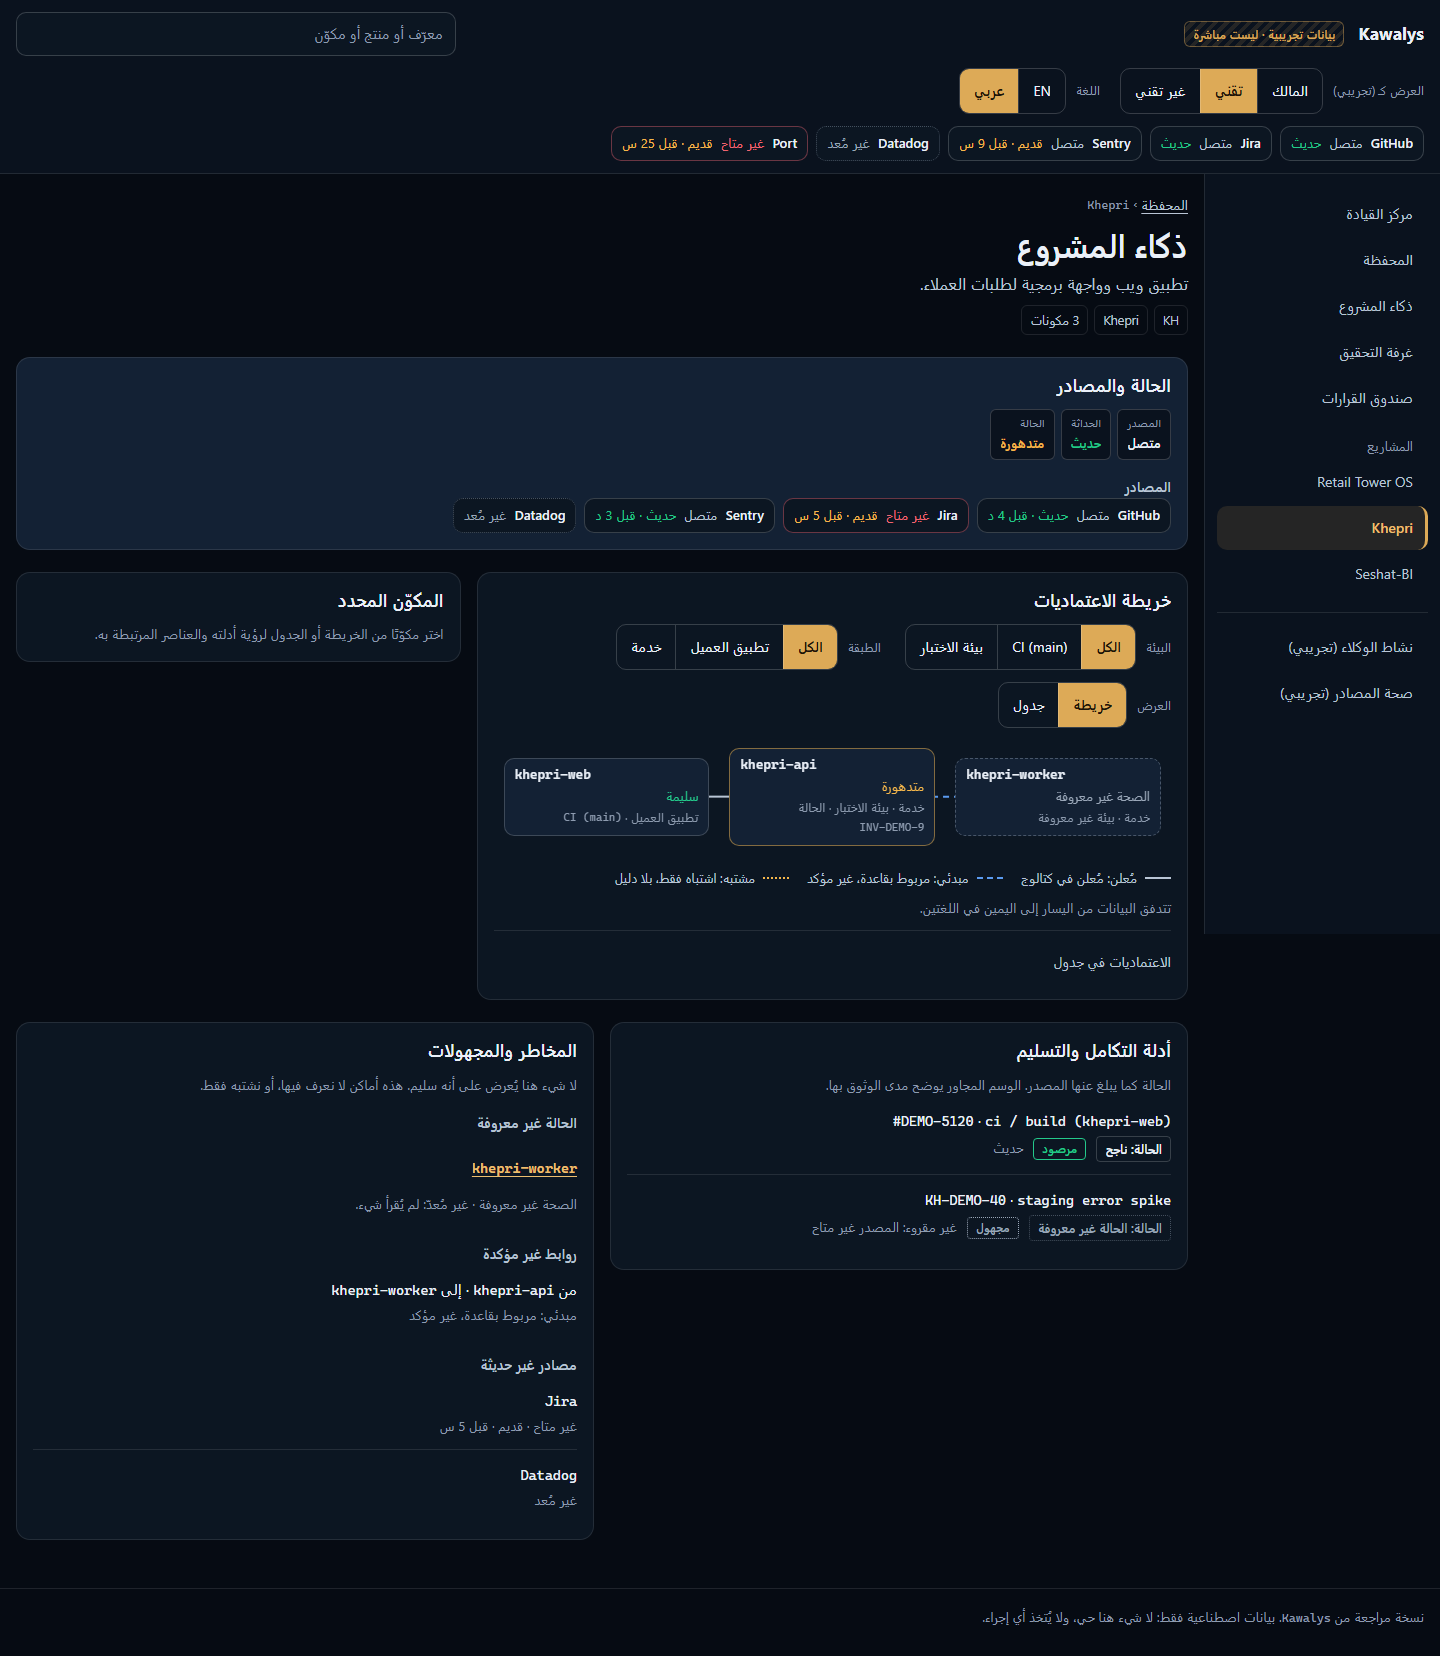 Kawalys بيانات تجريبية · ليست مباشرة معرّف أو منتج أو مكوّن
العرض كـ (تجريبي) المالك تقني غير تقني اللغة EN عربي
GitHub متصل حديث Jira متصل حديث Sentry متصل قديم · قبل 9 س Datadog غير مُعد Port غير متاح قديم · قبل 25 س
مركز القيادة
المحفظة
ذكاء المشروع
غرفة التحقيق
صندوق القرارات
المشاريع
Retail Tower OS
Khepri
Seshat-BI
نشاط الوكلاء (تجريبي)
صحة المصادر (تجريبي)
المحفظة › Khepri
ذكاء المشروع
تطبيق ويب وواجهة برمجية لطلبات العملاء.
KH Khepri 3 مكونات
الحالة والمصادر
المصدر الحداثة الحالة
متصل حديث متدهورة
المصادر
GitHub متصل حديث · قبل 4 د Jira غير متاح قديم · قبل 5 س Sentry متصل حديث · قبل 3 د Datadog غير مُعد
خريطة الاعتماديات
البيئة الكل CI (main) بيئة الاختبار الطبقة الكل تطبيق العميل خدمة
العرض خريطة جدول
khepri-worker
الصحة غير معروفة
خدمة · بيئة غير معروفة
khepri-api
متدهورة
خدمة · بيئة الاختبار · الحالة
INV-DEMO-9
khepri-web
سليمة
تطبيق العميل · CI (main)
مُعلن: مُعلن في كتالوج مبدئي: مربوط بقاعدة، غير مؤكد مشتبه: اشتباه فقط، بلا دليل
تتدفق البيانات من اليسار إلى اليمين في اللغتين.
الاعتماديات في جدول
المكوّن المحدد
اختر مكوّنًا من الخريطة أو الجدول لرؤية أدلته والعناصر المرتبطة به.
أدلة التكامل والتسليم
الحالة كما يبلغ عنها المصدر. الوسم المجاور يوضح مدى الوثوق بها.
#DEMO-5120 · ci / build (khepri-web)
الحالة: ناجح مرصود حديث
KH-DEMO-40 · staging error spike
الحالة: الحالة غير معروفة مجهول غير مقروء: المصدر غير متاح
المخاطر والمجهولات
لا شيء هنا يُعرض على أنه سليم. هذه أماكن لا نعرف فيها، أو نشتبه فقط.
الحالة غير معروفة
khepri-worker
الصحة غير معروفة · غير مُعدّ: لم يُقرأ شيء.
روابط غير مؤكدة
من khepri-api · إلى khepri-worker
مبدئي: مربوط بقاعدة، غير مؤكد
مصادر غير حديثة
Jira
غير متاح · قديم · قبل 5 س
Datadog
غير مُعد
نسخة مراجعة من Kawalys. بيانات اصطناعية فقط: لا شيء هنا حي، ولا يُتخذ أي إجراء.